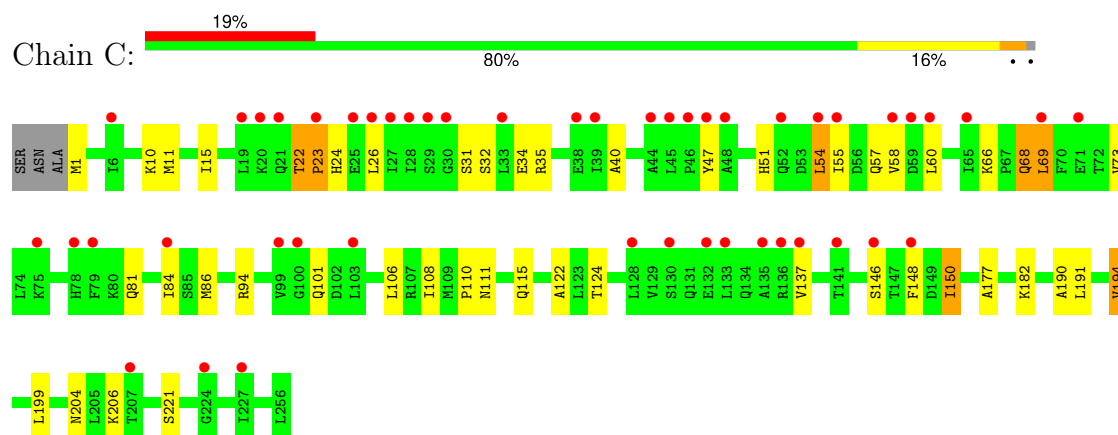 19%
Chain C:
80% 16% • •
SER ASN ALA M1 I6 K10 M11 I15 L19 K20 Q21 T22 P23 H24 E25 L26 I27 I28 S29 G30 S31 S32 L33 E34 R35 E38 I39 A40 A44 L45 P46 Y47 A48 H51 Q52 D53 L54 I55 D56 Q57 V58 D59 L60 I65 K66 P67 Q68 L69 F70 E71 T72 V73
L74 K75 H78 F79 K80 Q81 I84 S85 M86 R94 V99 G100 Q101 D102 L103 L106 R107 I108 M109 P110 N111 Q115 A122 L123 T124 L128 V129 S130 Q131 E132 L133 Q134 A135 R136 V137 T141 S146 T147 F148 D149 I150 A177 K182 A190 L191 V194
L199 N204 L205 K206 T207 S221 G224 I227 L256